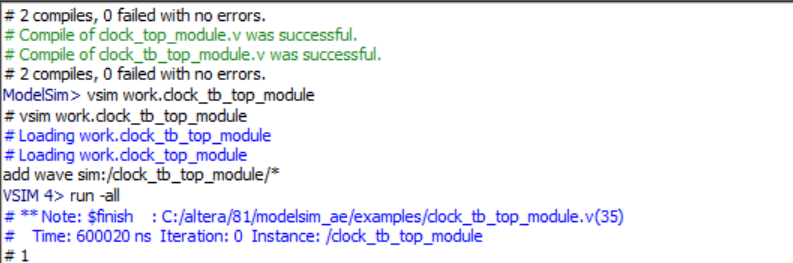 # 2 compiles, 0 failed with no errors.
# Compile of clock_top_module.v was successful.
# Compile of clock_tb_top_module.v was successful.
# 2 compiles, 0 failed with no errors.
ModelSim> vsim work.clock_tb_top_module
# vsim work.clock_tb_top_module
# Loading work.clock_tb_top_module
# Loading work.clock_top_module
add wave sim:/clock_tb_top_module/*
VSIM 4> run -all
# ** Note: $finish : C:/altera/81/modelsim_ae/examples/clock_tb_top_module.v(35)
# Time: 600020 ns Iteration: 0 Instance: /clock_tb_top_module
# 1